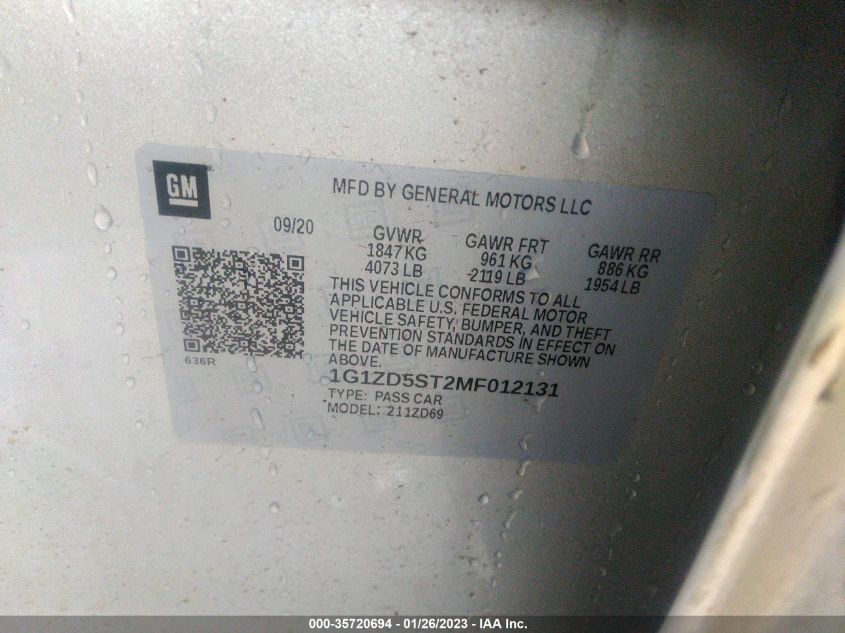 GM
MFD BY GENERAL MOTORS LLC
09/20
GVWR
1847 KG
4073 LB
GAWR FRT
961 KG
2119 LB
GAWR RR
886 KG
1954 LB
THIS VEHICLE CONFORMS TO ALL
APPLICABLE U.S. FEDERAL MOTOR
VEHICLE SAFETY, BUMPER, AND THEFT
PREVENTION STANDARDS IN EFFECT ON
THE DATE OF MANUFACTURE SHOWN
ABOVE.
636R
1G1ZD5ST2MF012131
TYPE: PASS CAR
MODEL: 211ZD69
000-35720694 - 01/26/2023 - IAA Inc.